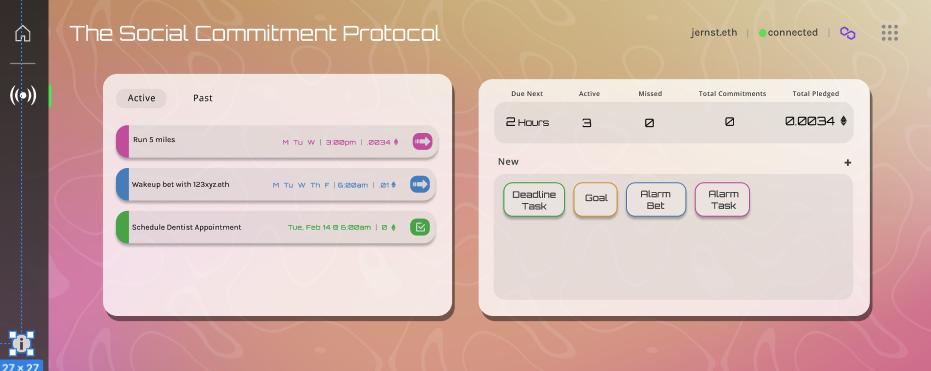 The Social Commitment Protocol
jernst.eth | connected |
Active Past
Run 5 miles M Tu W | 3:00pm | .0034
Wakeup bet with 123xyz.eth M Tu W Th F | 6:00am | .01
Schedule Dentist Appointment Tue, Feb 14 @ 6:00am | 0
Due Next Active Missed Total Commitments Total Pledged
2 Hours 3 0 0 0.0034
New +
Deadline Task
Goal
Alarm Bet
Alarm Task
27 × 27